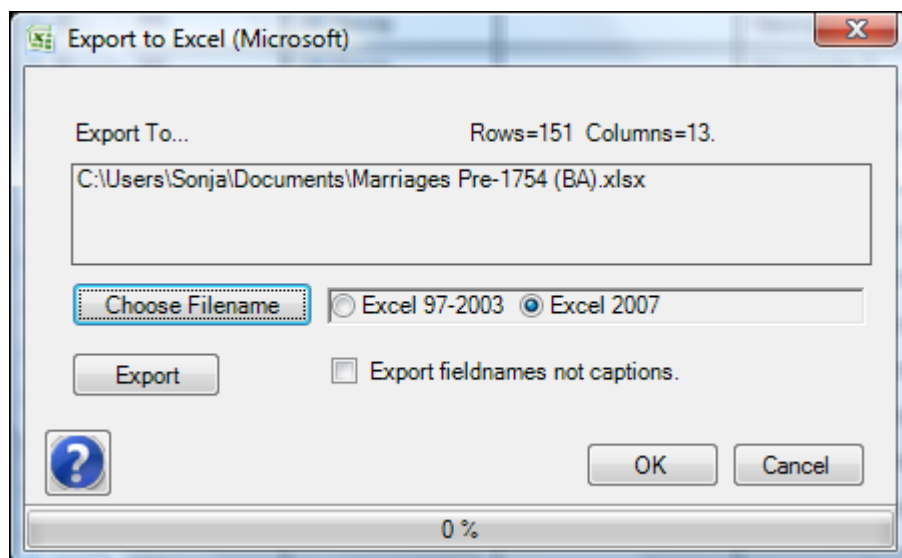 Export to Excel (Microsoft)
Export To... Rows=151 Columns=13.
C:\Users\Sonja\Documents\Marriages Pre-1754 (BA).xlsx
Choose Filename Excel 97-2003 Excel 2007
Export Export fieldnames not captions.
OK Cancel
0 %